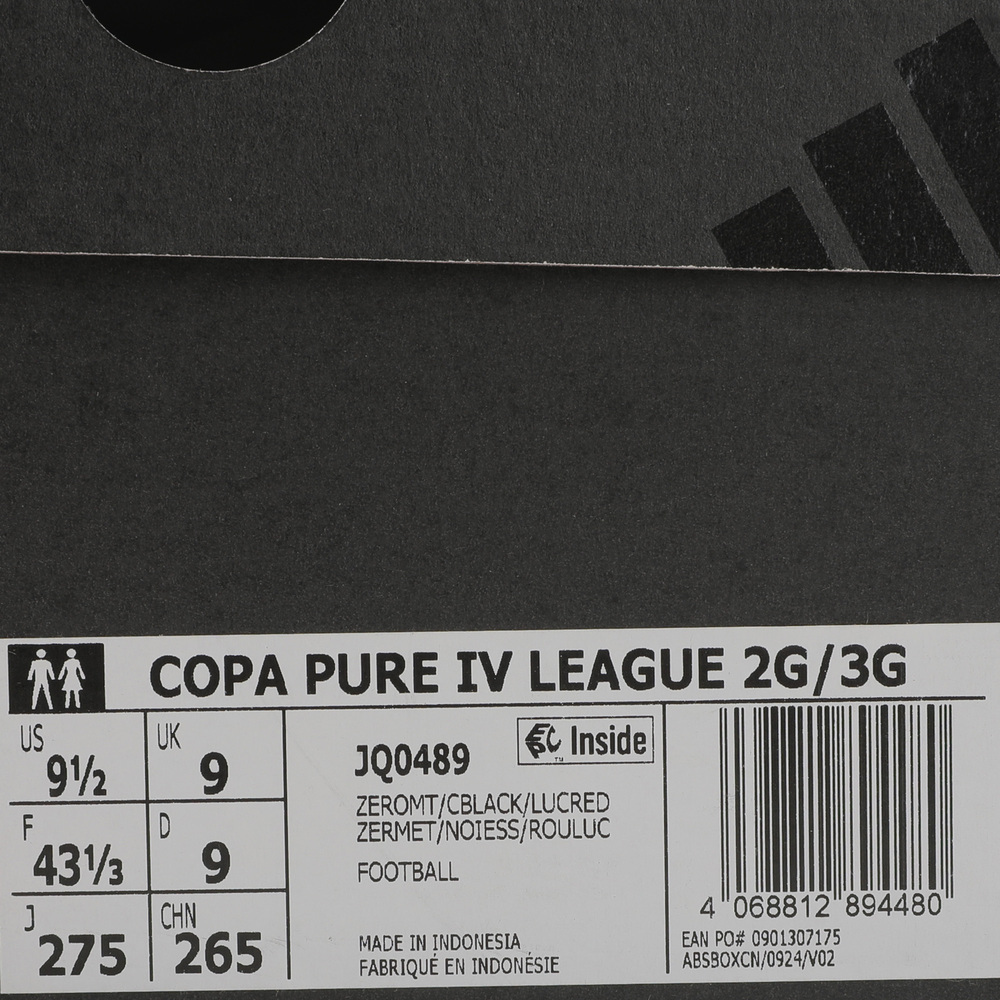 COPA PURE IV LEAGUE 2G/3G
US
9½
UK
9
F
43⅓
D
9
J
275
CHN
265
JQ0489
Inside
TM
ZEROMT/CBLACK/LUCRED
ZERMET/NOIESS/ROULUC
FOOTBALL
MADE IN INDONESIA
FABRIQUÉ EN INDONÉSIE
4 068812 894480
EAN PO# 0901307175
ABSBOXCN/0924/V02